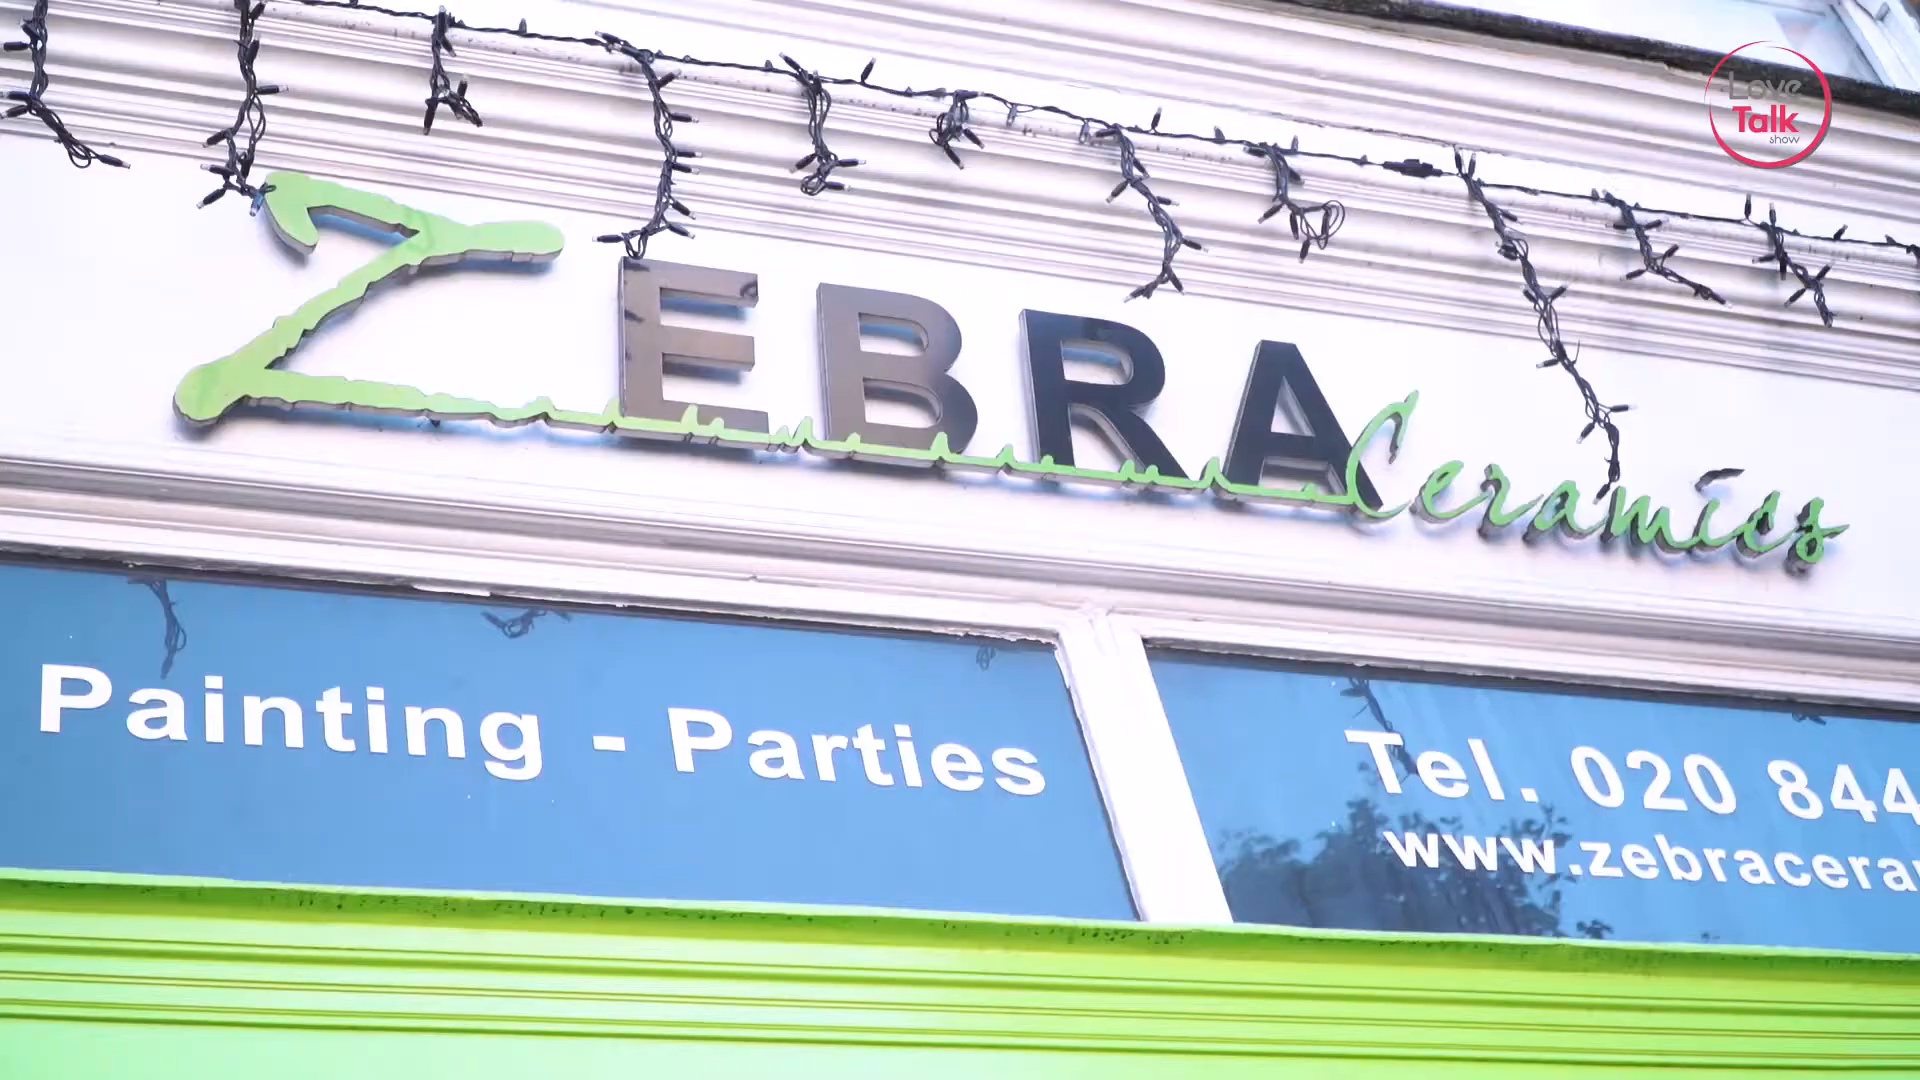 Love
Talk
show
ZEBRA Ceramics
Painting - Parties
Tel. 020 844
www.zebracera